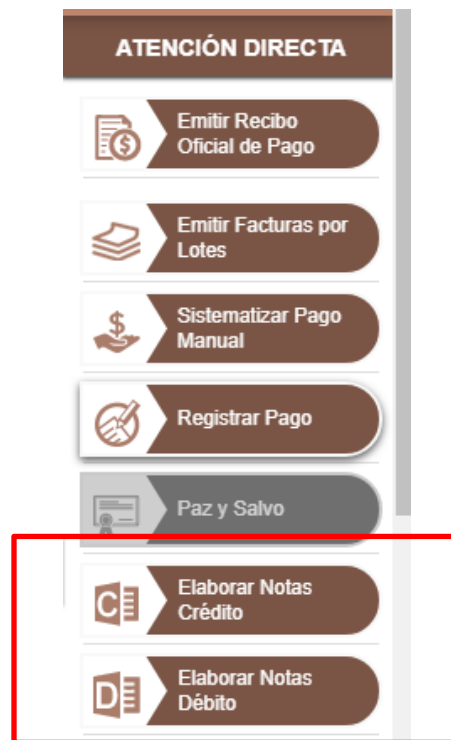 ATENCIÓN DIRECTA
Emitir Recibo
Oficial de Pago
Emitir Facturas por
Lotes
Sistematizar Pago
Manual
Registrar Pago
Paz y Salvo
Elaborar Notas
Crédito
Elaborar Notas
Débito